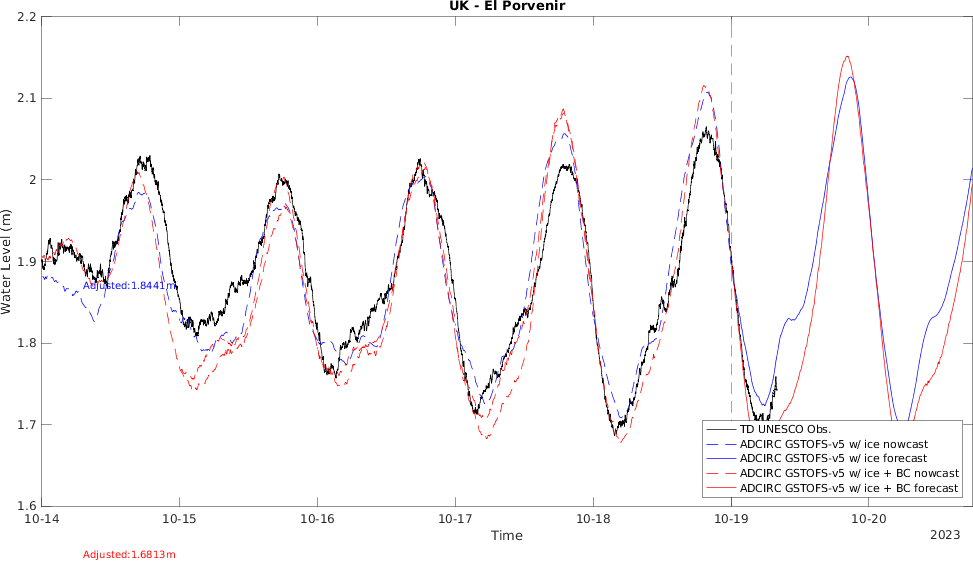 UK - El Porvenir
2.2
2.1
2
1.9
1.8
1.7
1.6
Water Level (m)
Adjusted:1.8441m
TD UNESCO Obs.
ADCIRC GSTOFS-v5 w/ ice nowcast
ADCIRC GSTOFS-v5 w/ ice forecast
ADCIRC GSTOFS-v5 w/ ice + BC nowcast
ADCIRC GSTOFS-v5 w/ ice + BC forecast
10-14 10-15 10-16 10-17 10-18 10-19 10-20
Time
2023
Adjusted:1.6813m